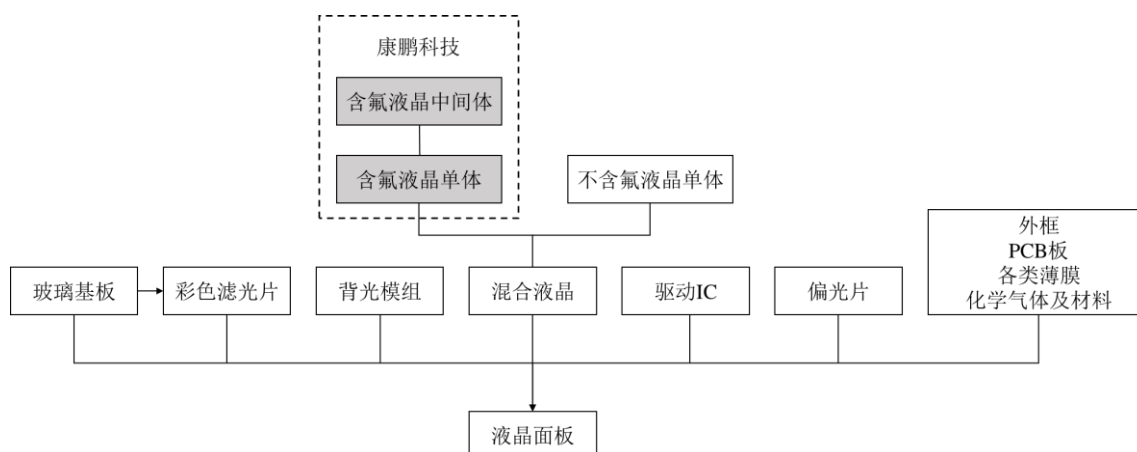 康鹏科技
含氟液晶中间体
含氟液晶单体
不含氟液晶单体
外框
PCB板
各类薄膜
化学气体及材料
玻璃基板
彩色滤光片
背光模组
混合液晶
驱动IC
偏光片
液晶面板